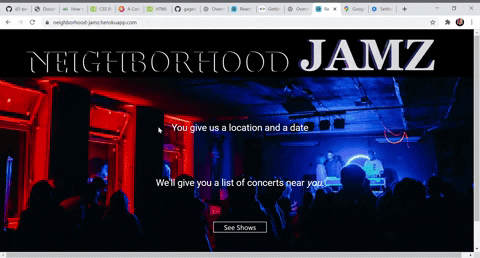 neighborhood-jamz.herokuapp.com
NEIGHBORHOOD JAMZ
You give us a location and a date
We'll give you a list of concerts near you.
See Shows